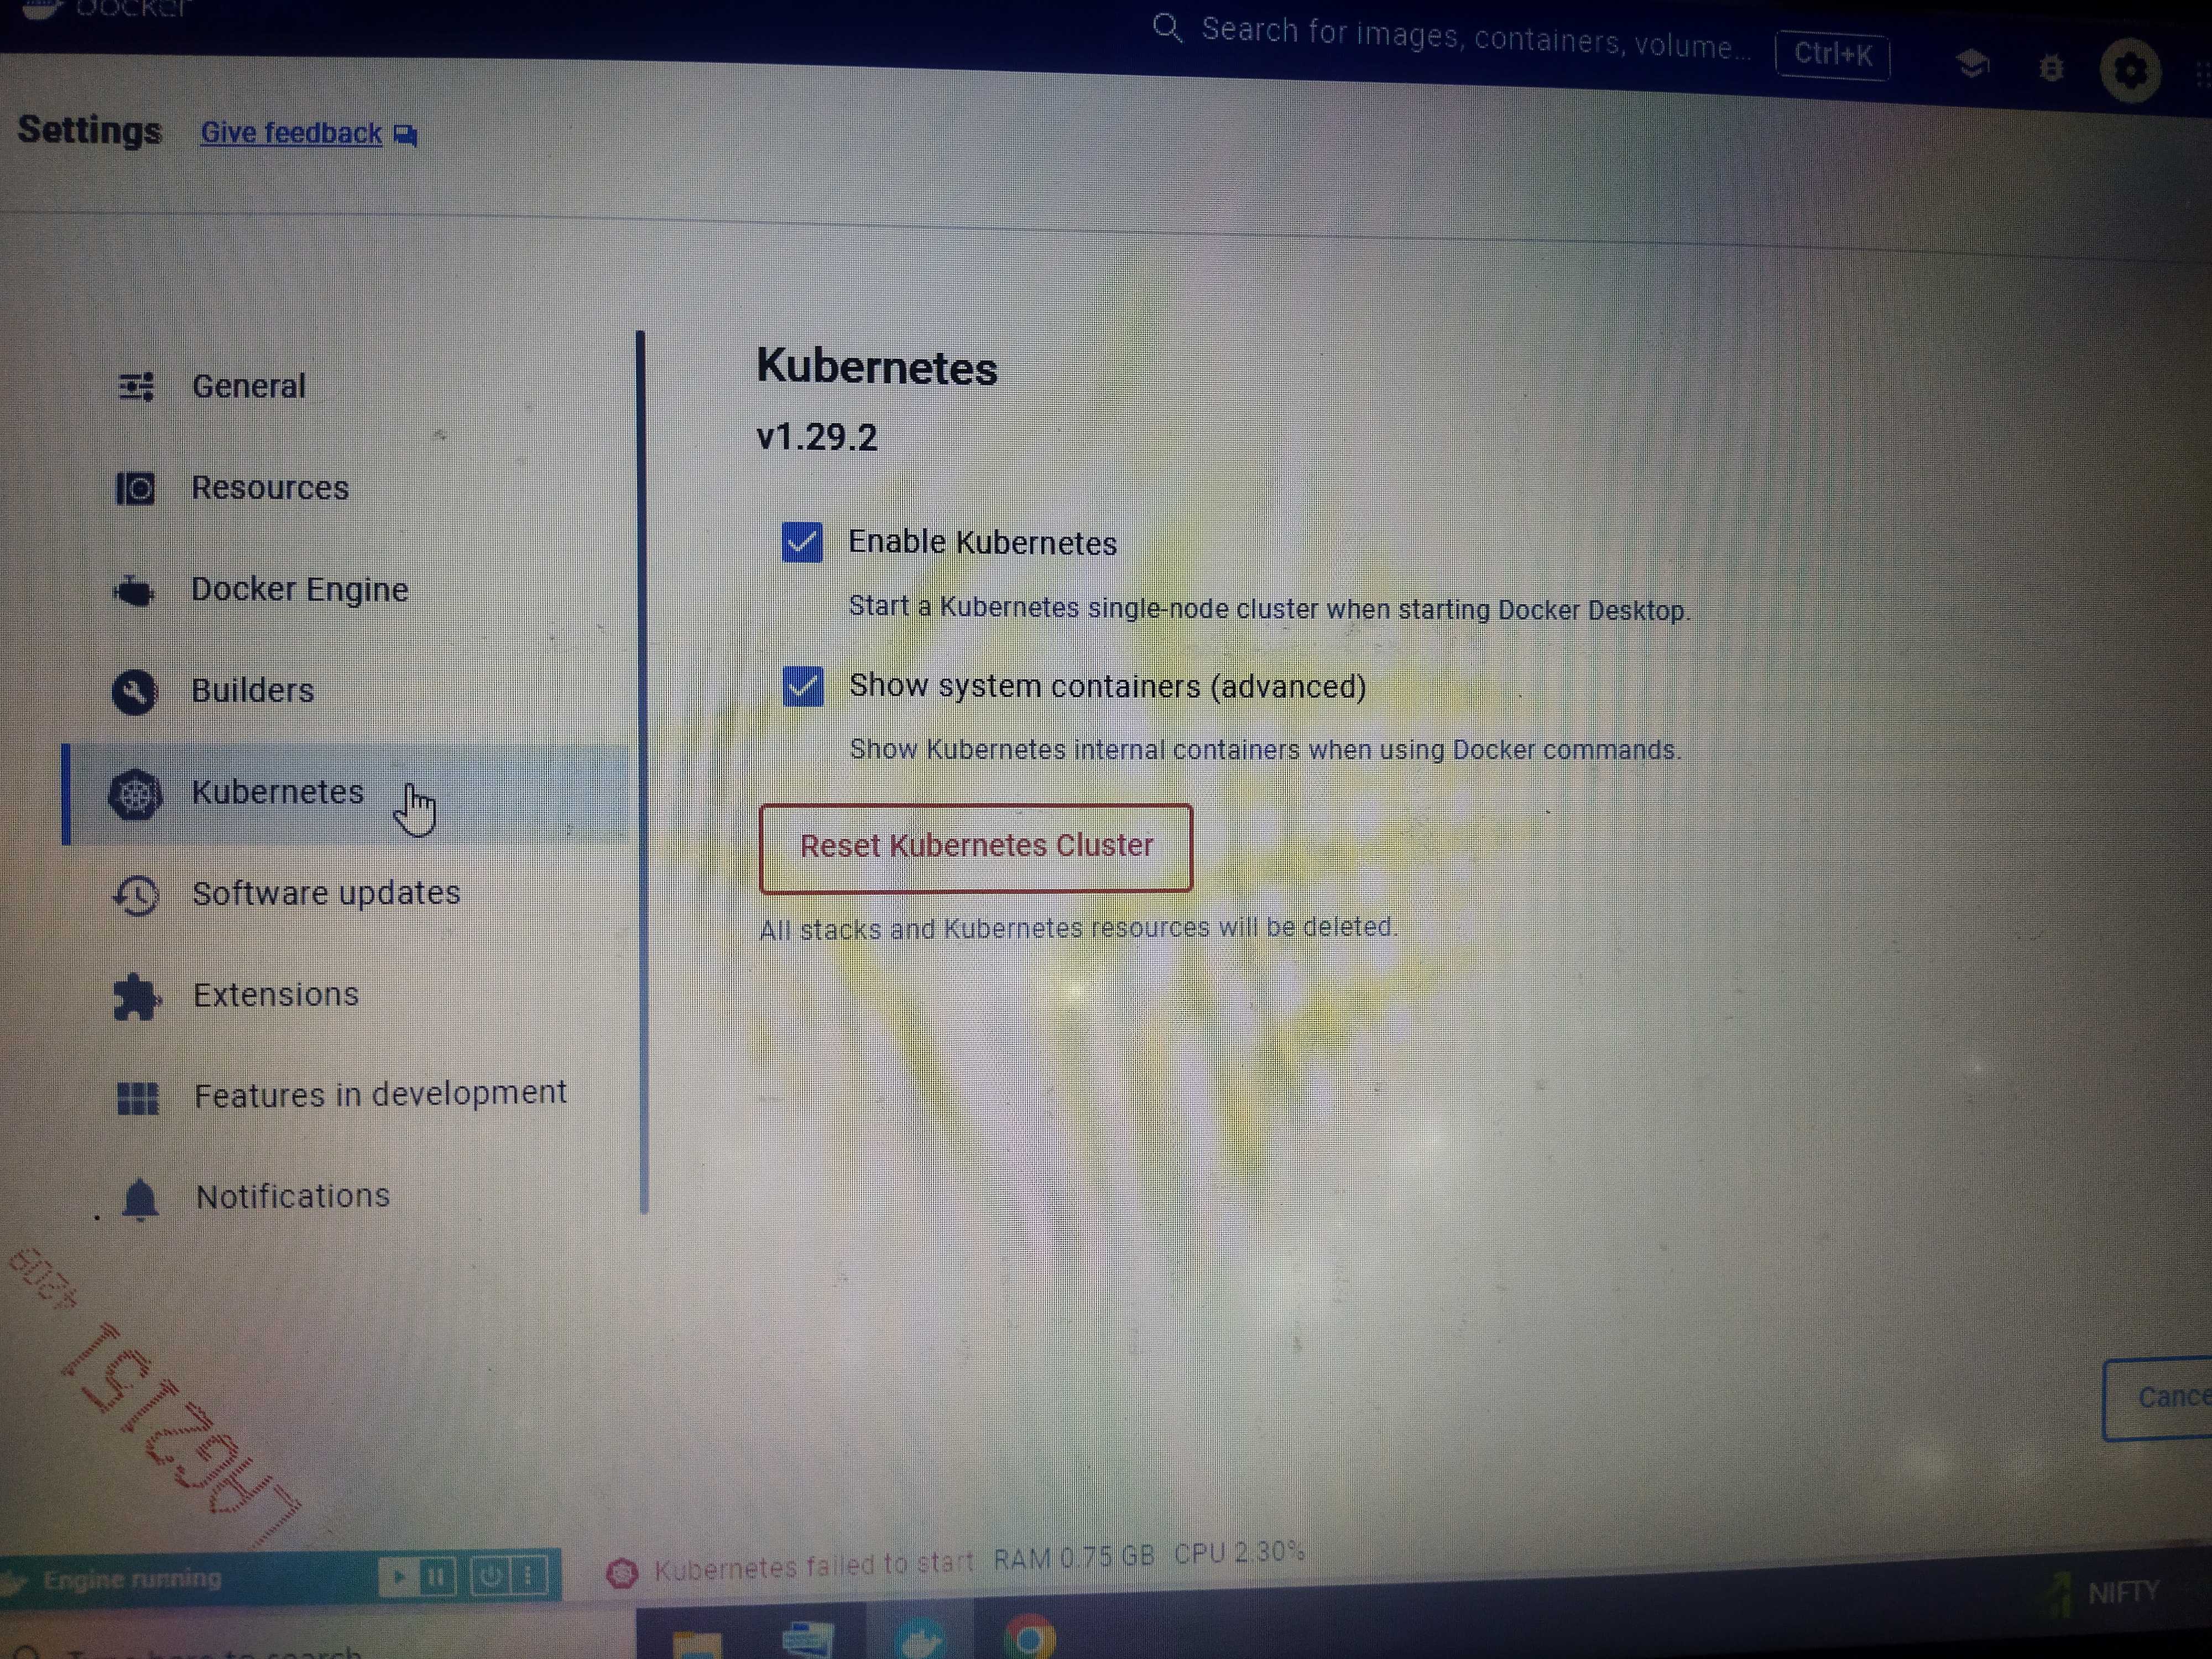 docker
Search for images, containers, volume... Ctrl+K
Settings Give feedback
General
Resources
Docker Engine
Builders
Kubernetes
Software updates
Extensions
Features in development
Notifications
Kubernetes
v1.29.2
Enable Kubernetes
Start a Kubernetes single-node cluster when starting Docker Desktop.
Show system containers (advanced)
Show Kubernetes internal containers when using Docker commands.
Reset Kubernetes Cluster
All stacks and Kubernetes resources will be deleted.
Cance
Engine running
Kubernetes failed to start RAM 0.75 GB CPU 2.30%
NIFTY
Type here to search